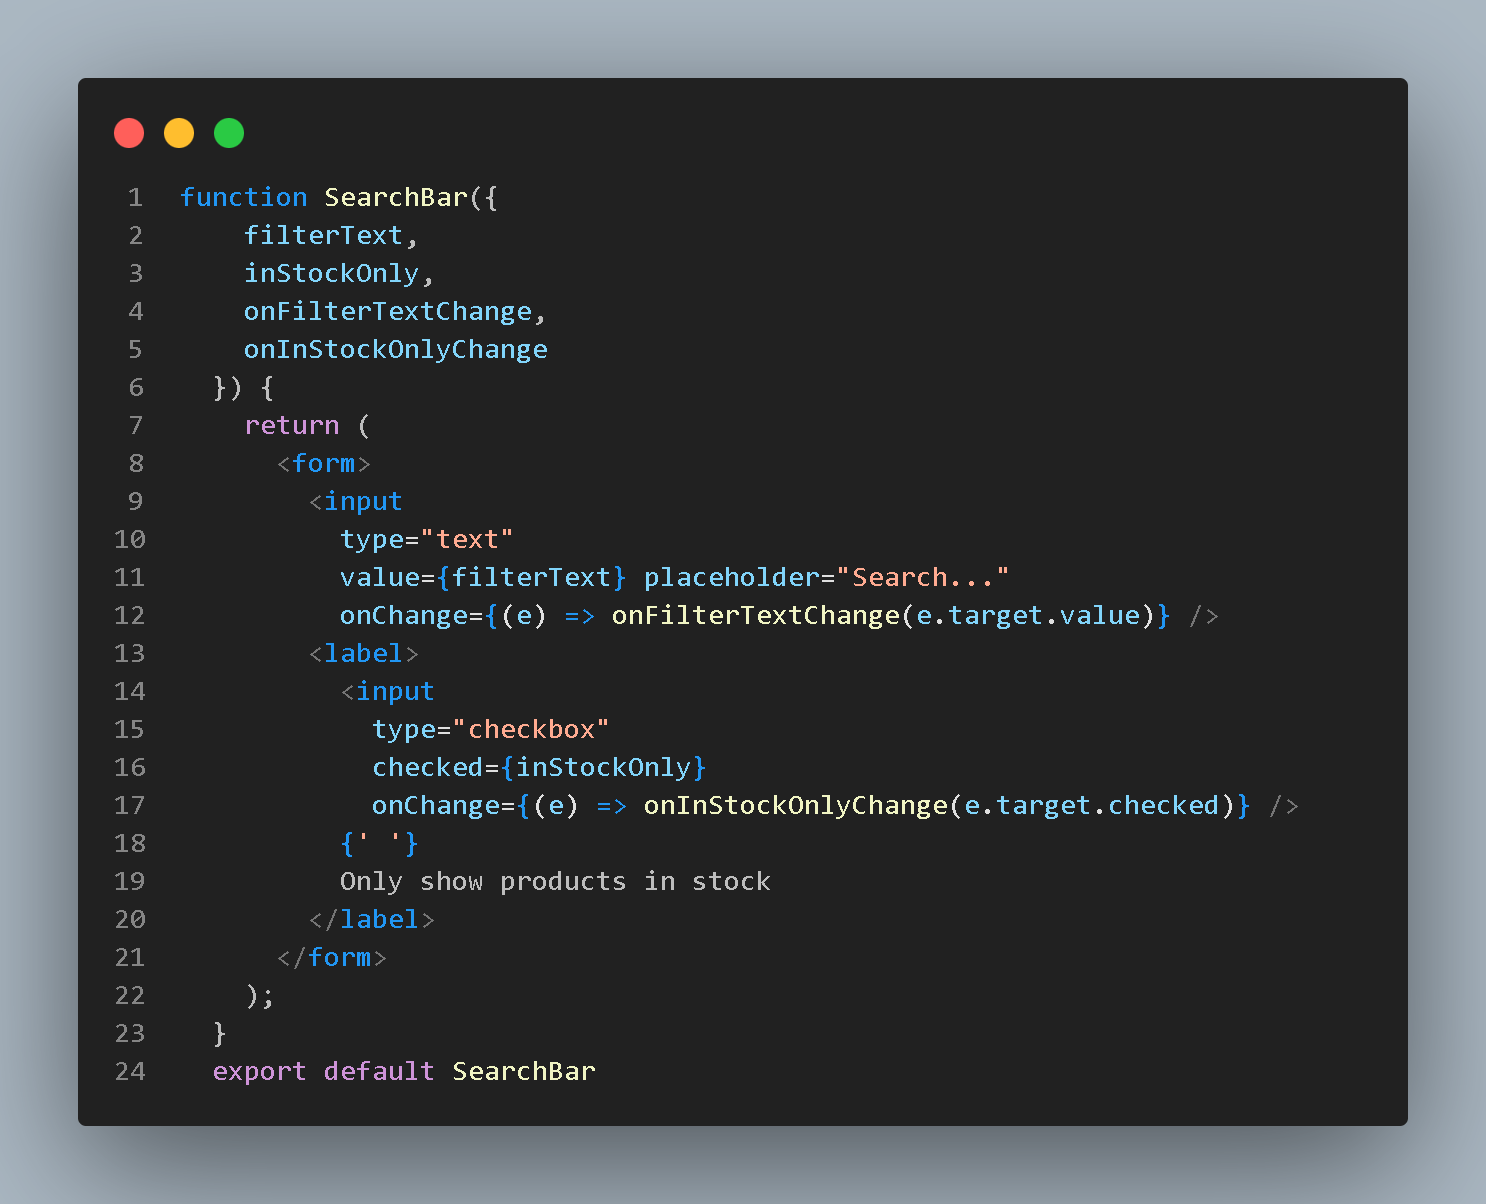 1 function SearchBar({
2     filterText,
3     inStockOnly,
4     onFilterTextChange,
5     onInStockOnlyChange
6   }) {
7     return (
8       <form>
9         <input
10           type="text"
11           value={filterText} placeholder="Search..."
12           onChange={(e) => onFilterTextChange(e.target.value)} />
13         <label>
14           <input
15             type="checkbox"
16             checked={inStockOnly}
17             onChange={(e) => onInStockOnlyChange(e.target.checked)} />
18           {' '}
19           Only show products in stock
20         </label>
21       </form>
22     );
23   }
24   export default SearchBar